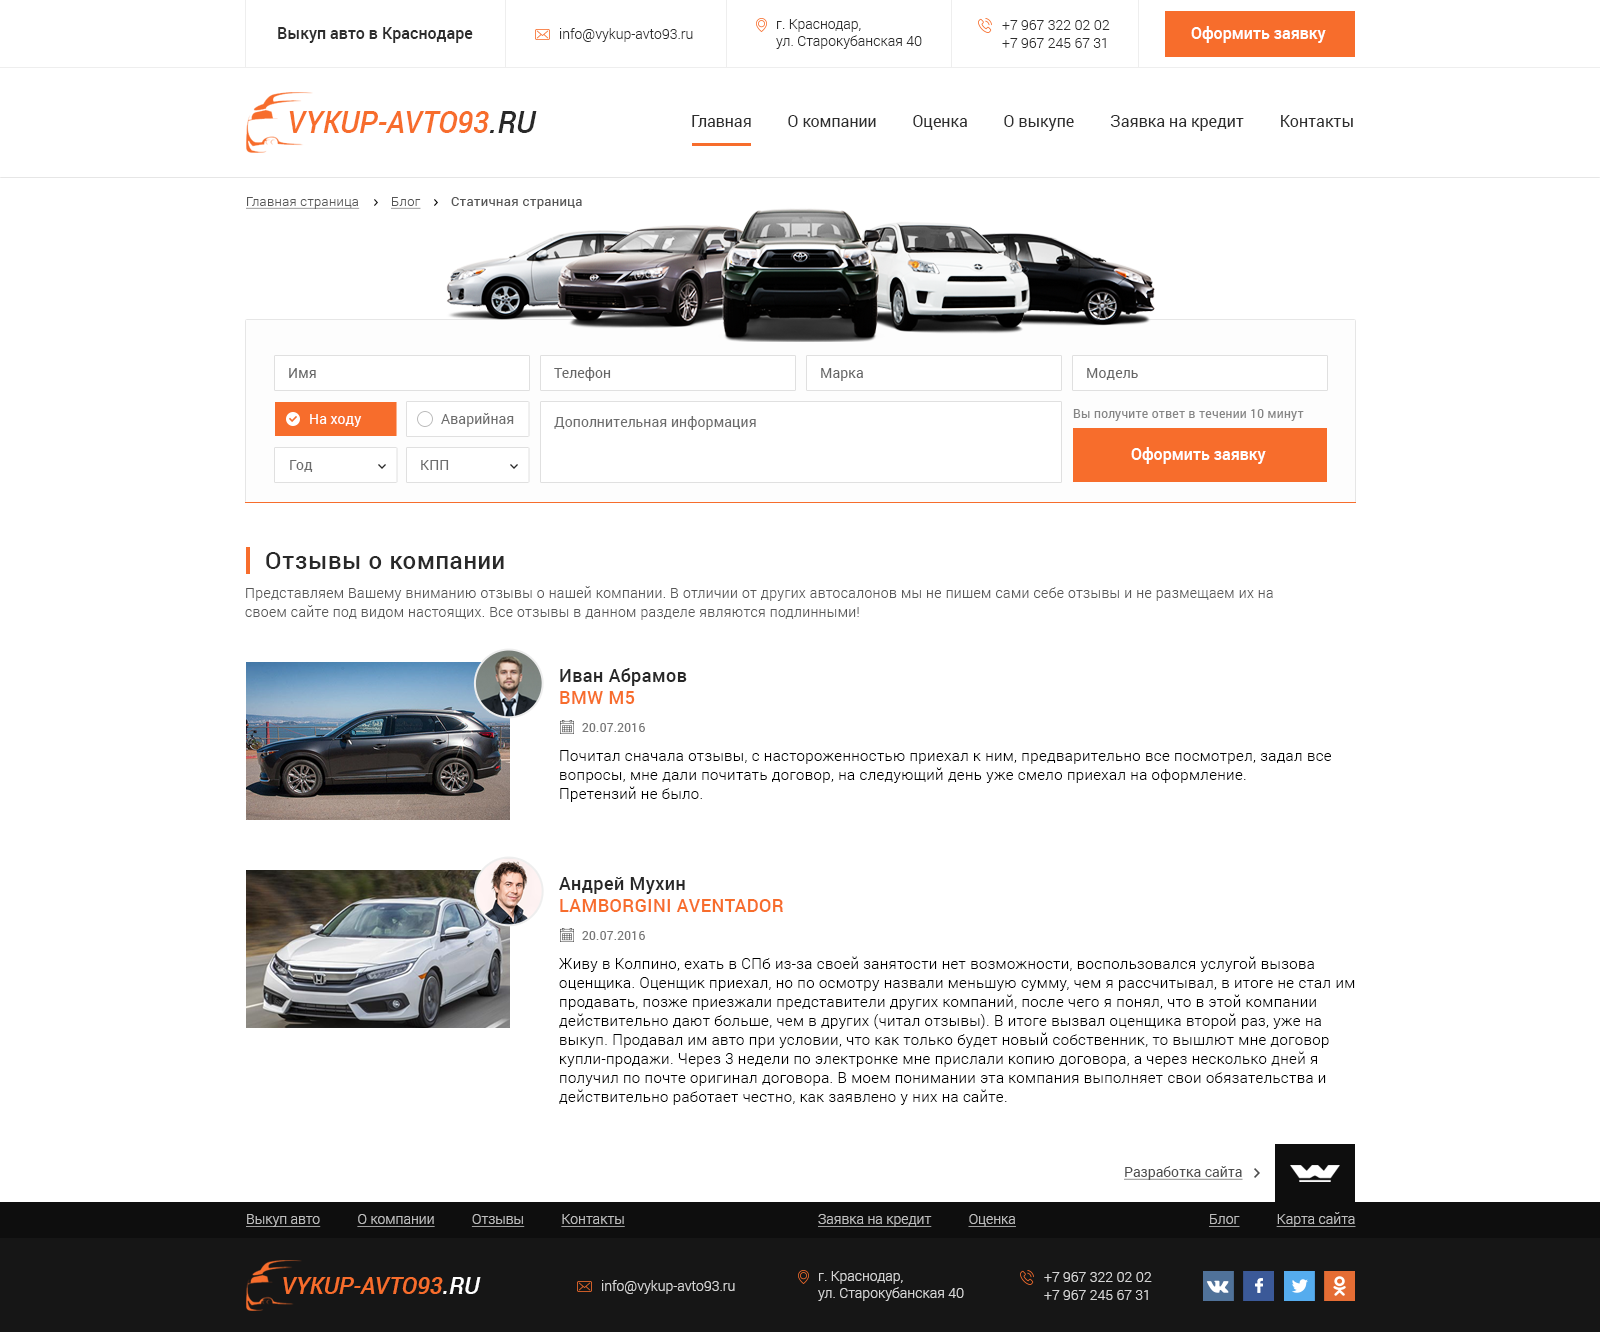 Выкуп авто в Краснодаре
info@vykup-avto93.ru
г. Краснодар,
ул. Старокубанская 40
+7 967 322 02 02
+7 967 245 67 31
Оформить заявку
VYKUP-AVTO93.RU
Главная
О компании
Оценка
О выкупе
Заявка на кредит
Контакты
Главная страница
Блог
Статичная страница
Имя
Телефон
Марка
Модель
На ходу
Аварийная
Дополнительная информация
Вы получите ответ в течении 10 минут
Год
КПП
Оформить заявку
Отзывы о компании
Представляем Вашему вниманию отзывы о нашей компании. В отличии от других автосалонов мы не пишем сами себе отзывы и не размещаем их на
своем сайте под видом настоящих. Все отзывы в данном разделе являются подлинными!
Иван Абрамов
BMW M5
20.07.2016
Почитал сначала отзывы, с настороженностью приехал к ним, предварительно все посмотрел, задал все
вопросы, мне дали почитать договор, на следующий день уже смело приехал на оформление.
Претензий не было.
Андрей Мухин
LAMBORGINI AVENTADOR
20.07.2016
Живу в Колпино, ехать в СПб из-за своей занятости нет возможности, воспользовался услугой вызова
оценщика. Оценщик приехал, но по осмотру назвали меньшую сумму, чем я рассчитывал, в итоге не стал им
продавать, позже приезжали представители других компаний, после чего я понял, что в этой компании
действительно дают больше, чем в других (читал отзывы). В итоге вызвал оценщика второй раз, уже на
выкуп. Продавал им авто при условии, что как только будет новый собственник, то вышлют мне договор
купли-продажи. Через 3 недели по электронке мне прислали копию договора, а через несколько дней я
получил по почте оригинал договора. В моем понимании эта компания выполняет свои обязательства и
действительно работает честно, как заявлено у них на сайте.
Разработка сайта
Выкуп авто
О компании
Отзывы
Контакты
Заявка на кредит
Оценка
Блог
Карта сайта
VYKUP-AVTO93.RU
info@vykup-avto93.ru
г. Краснодар,
ул. Старокубанская 40
+7 967 322 02 02
+7 967 245 67 31